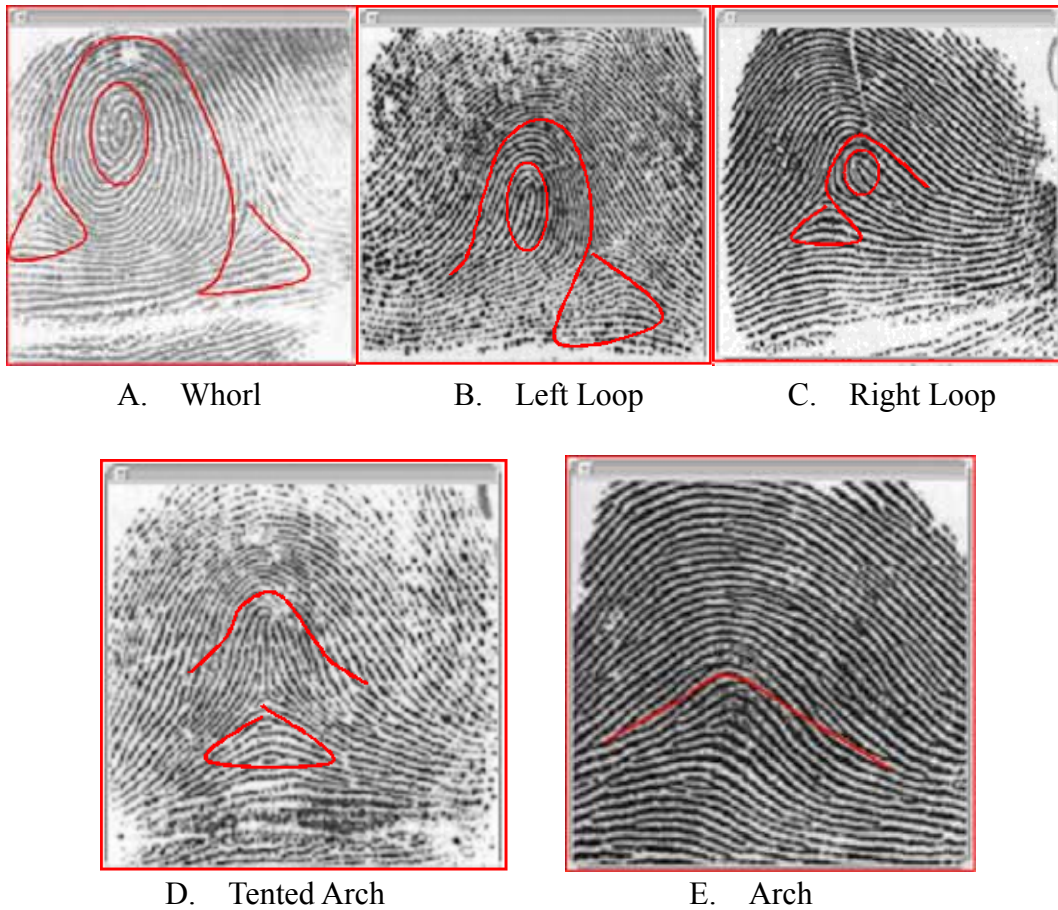 A. Whorl
B. Left Loop
C. Right Loop
D. Tented Arch
E. Arch